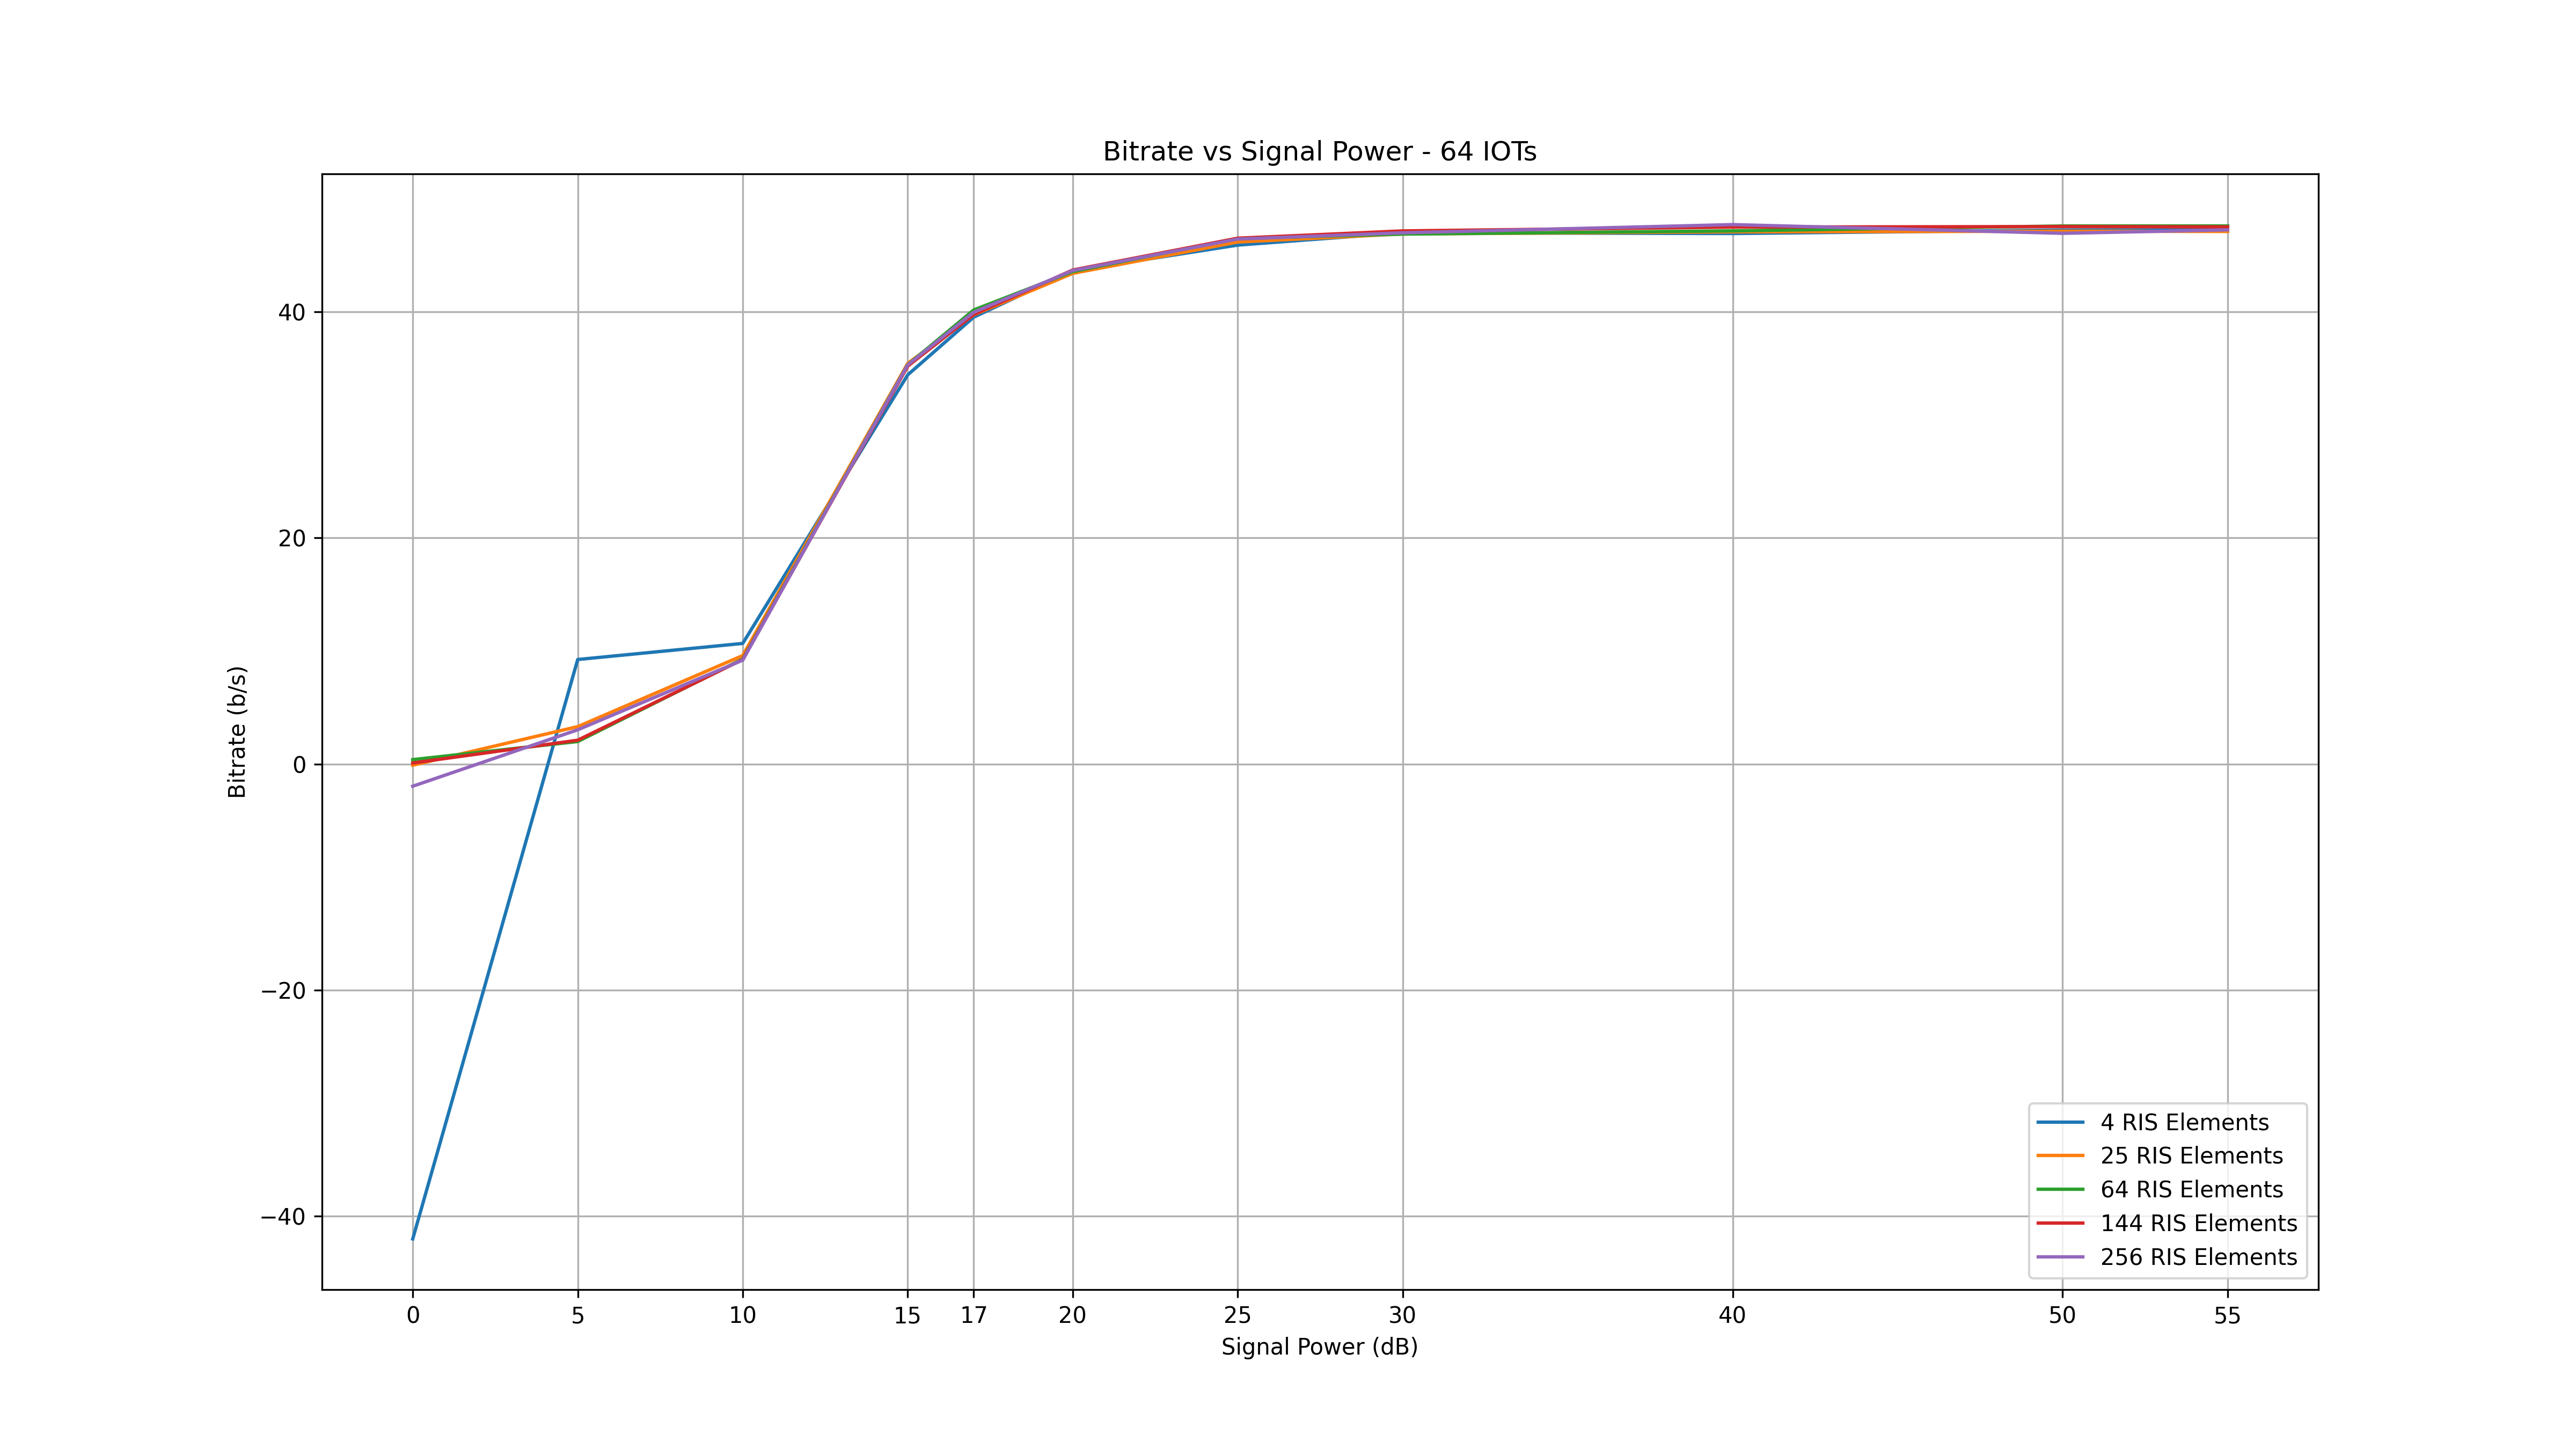 Bitrate vs Signal Power - 64 IOTs
Bitrate (b/s)
40
20
0
−20
−40
0 5 10 15 17 20 25 30 40 50 55
Signal Power (dB)
4 RIS Elements
25 RIS Elements
64 RIS Elements
144 RIS Elements
256 RIS Elements